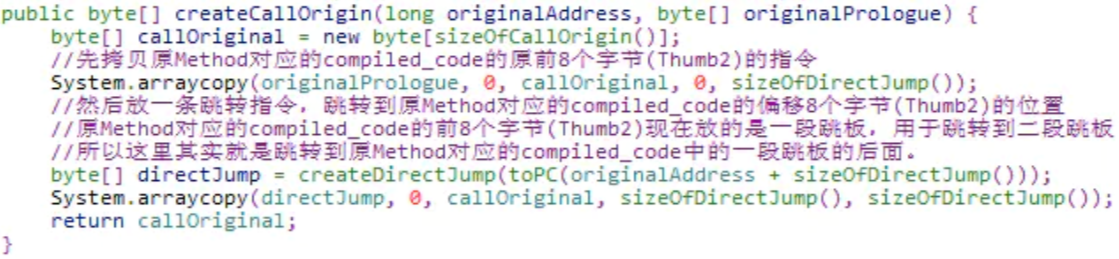 public byte[] createCallOrigin(long originalAddress, byte[] originalPrologue) {
    byte[] callOriginal = new byte[sizeOfCallOrigin()];
    //先拷贝原Method对应的compiled_code的原前8个字节(Thumb2)的指令
    System.arraycopy(originalPrologue, 0, callOriginal, 0, sizeOfDirectJump());
    //然后放一条跳转指令，跳转到原Method对应的compiled_code的偏移8个字节(Thumb2)的位置
    //原Method对应的compiled_code的前8个字节(Thumb2)现在放的是一段跳板，用于跳转到二段跳板
    //所以这里其实就是跳转到原Method对应的compiled_code中的一段跳板的后面。
    byte[] directJump = createDirectJump(toPC(originalAddress + sizeOfDirectJump()));
    System.arraycopy(directJump, 0, callOriginal, sizeOfDirectJump(), sizeOfDirectJump());
    return callOriginal;
}